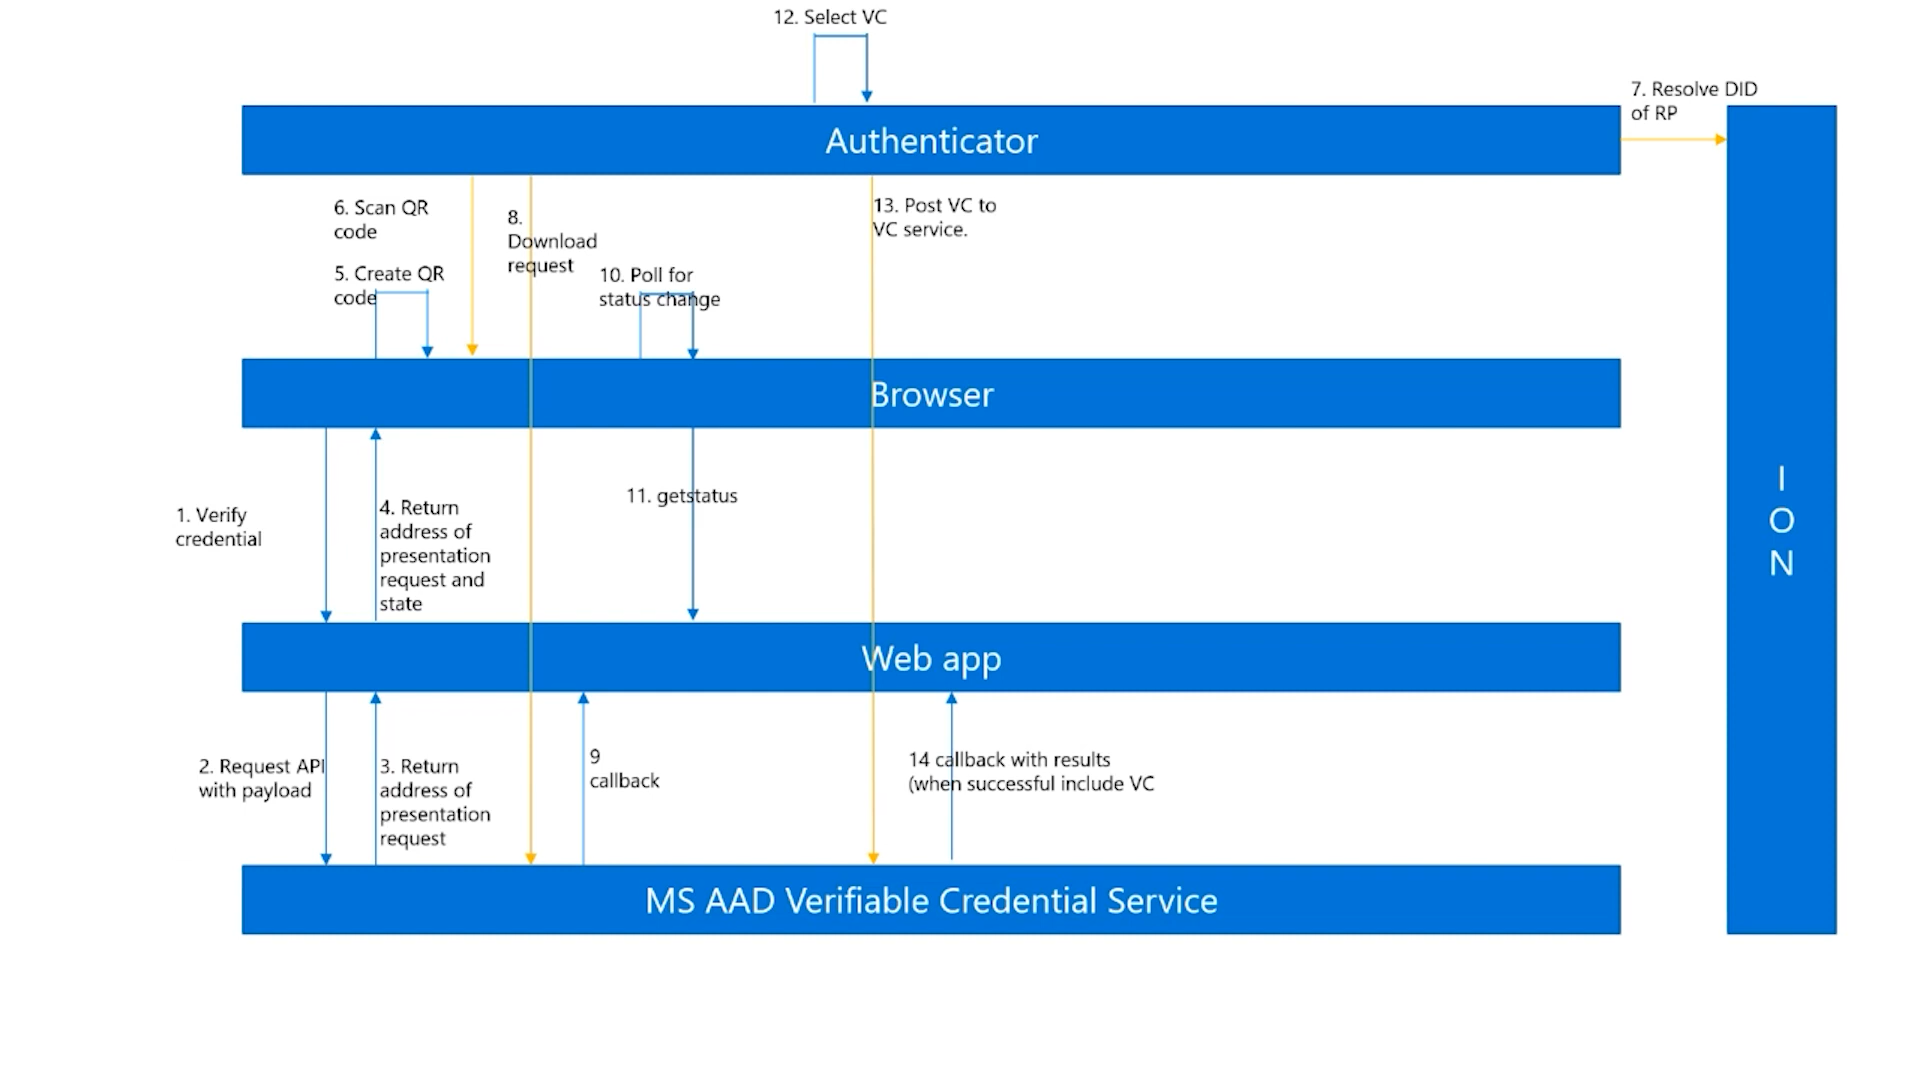 12. Select VC
7. Resolve DID
of RP
Authenticator
6. Scan QR
code
8.
Download
request
13. Post VC to
VC service.
5. Create QR
code
10. Poll for
status change
Browser
1. Verify
credential
4. Return
address of
presentation
request and
state
11. getstatus
I
O
N
Web app
2. Request API
with payload
3. Return
address of
presentation
request
9
callback
14 callback with results
(when successful include VC
MS AAD Verifiable Credential Service